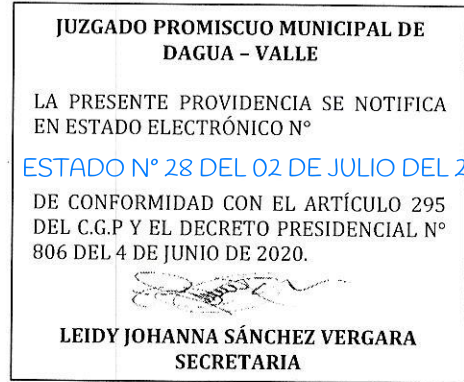 JUZGADO PROMISCUO MUNICIPAL DE
DAGUA – VALLE
LA PRESENTE PROVIDENCIA SE NOTIFICA
EN ESTADO ELECTRÓNICO N°
ESTADO N° 28 DEL 02 DE JULIO DEL 2
DE CONFORMIDAD CON EL ARTÍCULO 295
DEL C.G.P Y EL DECRETO PRESIDENCIAL N°
806 DEL 4 DE JUNIO DE 2020.
LEIDY JOHANNA SÁNCHEZ VERGARA
SECRETARIA